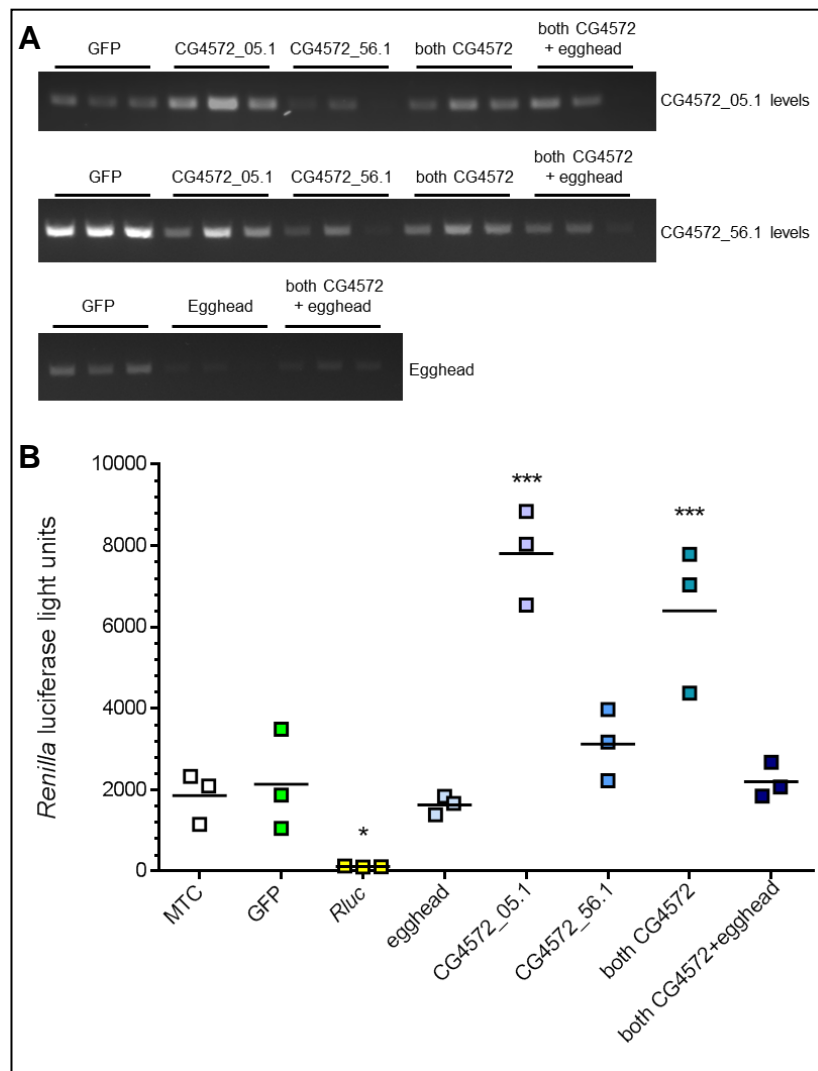 A
GFP CG4572_05.1 CG4572_56.1 both CG4572 both CG4572
+ egghead
CG4572_05.1 levels
GFP CG4572_05.1 CG4572_56.1 both CG4572 both CG4572
+ egghead
CG4572_56.1 levels
GFP Egghead both CG4572
+ egghead
Egghead
B
Renilla luciferase light units
10000
8000
6000
4000
2000
0
***
***
*
MTC
GFP
Rluc
egghead
CG4572_05.1
CG4572_56.1
both CG4572
both CG4572+egghead